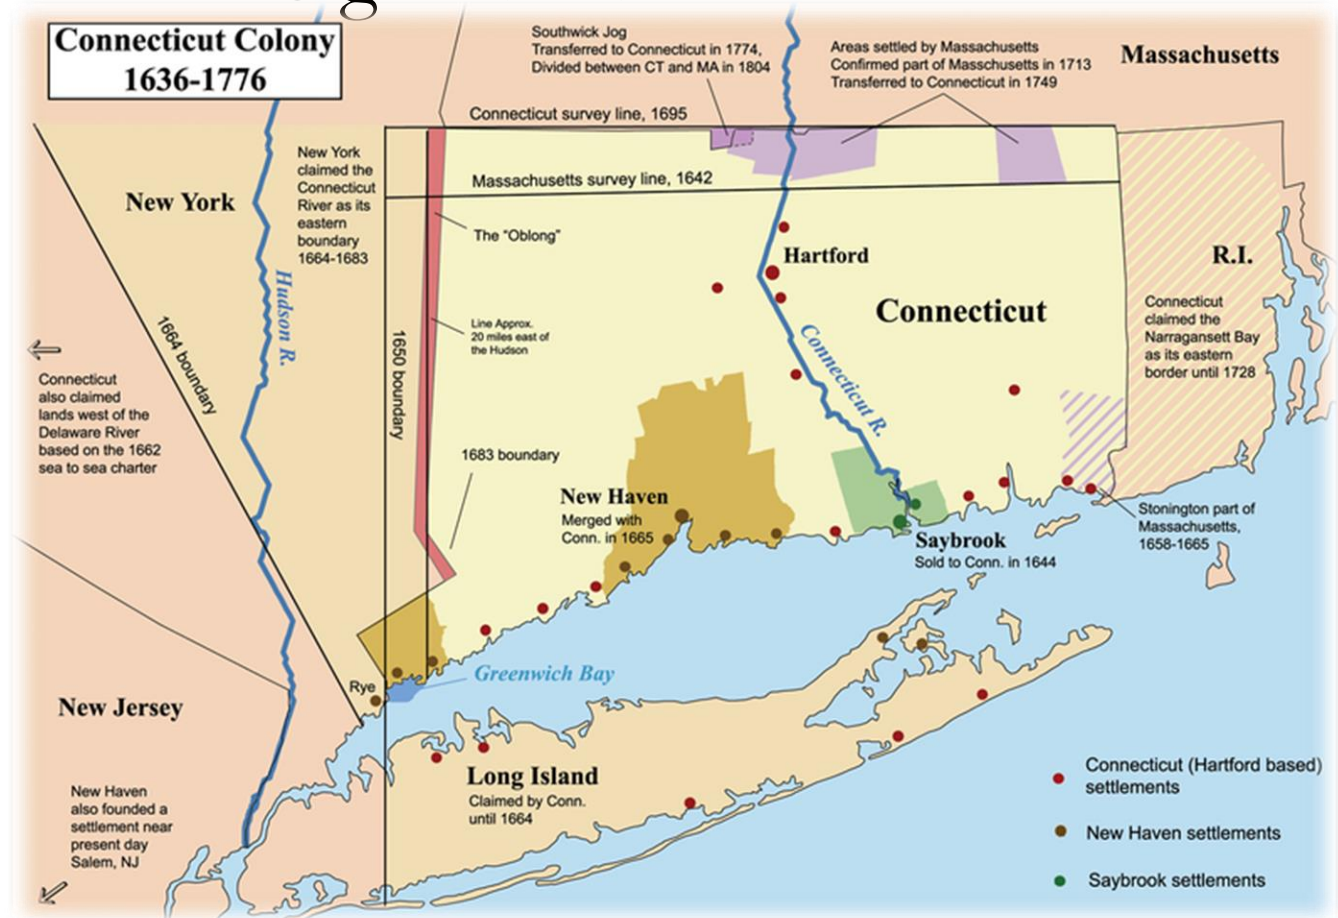 g
Connecticut Colony
1636-1776
Southwick Jog
Transferred to Connecticut in 1774,
Divided between CT and MA in 1804
Areas settled by Massachusetts
Confirmed part of Masschusetts in 1713
Transferred to Connecticut in 1749
Massachusetts
Connecticut survey line, 1695
New York
claimed the
Connecticut
River as its
eastern
boundary
1664-1683
Massachusetts survey line, 1642
New York
The "Oblong"
Hartford
R.I.
Hudson R.
1664 boundary
1650 boundary
Line Approx.
20 miles east of
the Hudson
Connecticut
Connecticut R.
Connecticut
claimed the
Narragansett Bay
as its eastern
border until 1728
Connecticut
also claimed
lands west of the
Delaware River
based on the 1662
sea to sea charter
1683 boundary
New Haven
Merged with
Conn. in 1665
Saybrook
Sold to Conn. in 1644
Stonington part of
Massachusetts,
1658-1665
Rye
Greenwich Bay
New Jersey
New Haven
also founded a
settlement near
present day
Salem, NJ
Long Island
Claimed by Conn.
until 1664
Connecticut (Hartford based)
settlements
New Haven settlements
Saybrook settlements